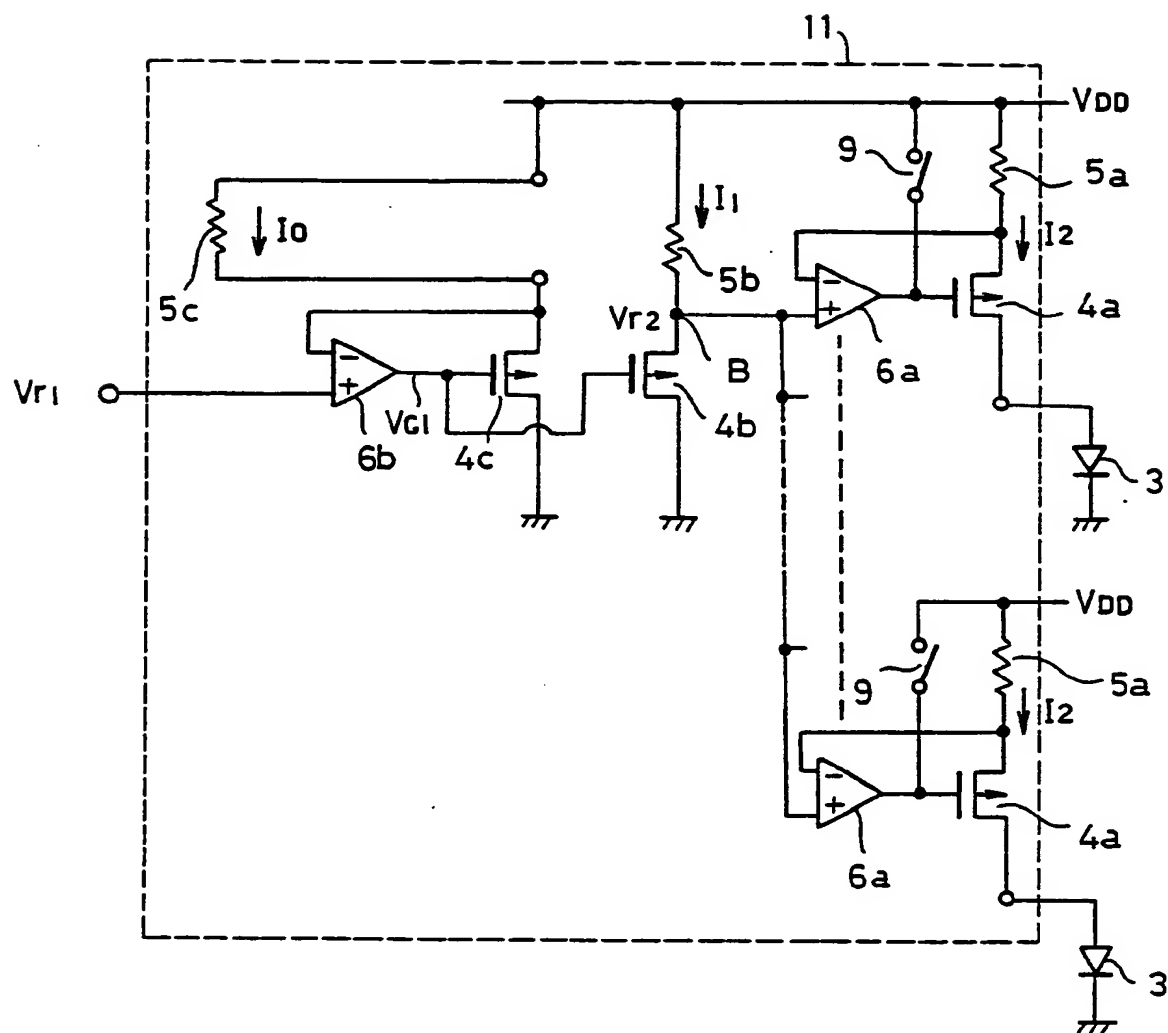 11
VDD
9
5a
I0
I1
I2
5c
5b
−
+
4a
Vr2
6a
B
−
+
Vr1
VG1
4b
6b
4c
3
VDD
9
5a
I2
−
+
4a
6a
3